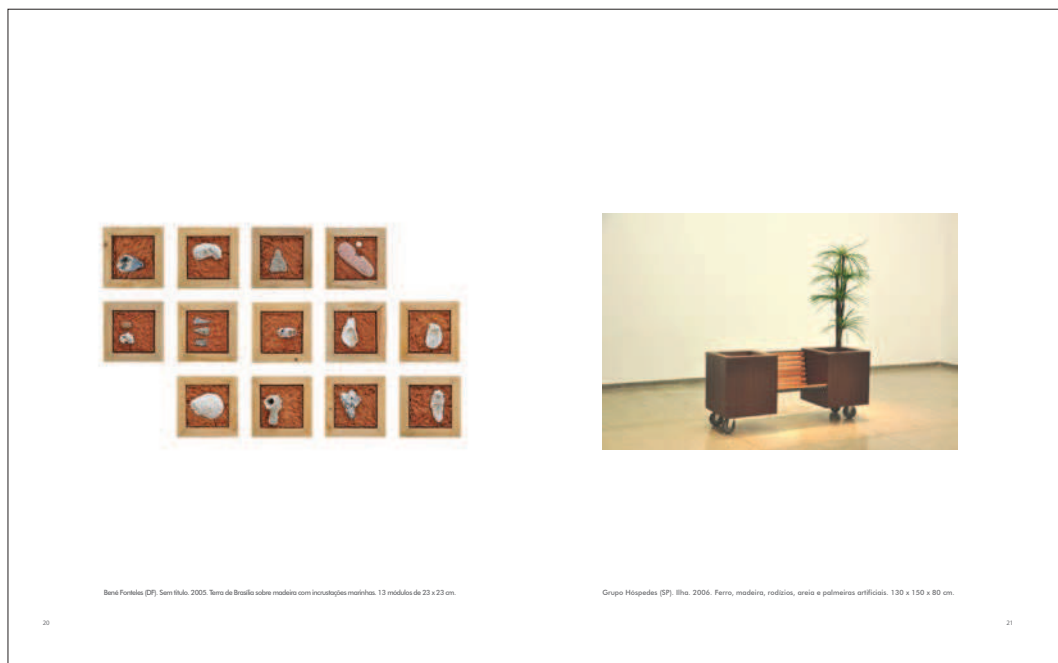 Bené Fonteles (DF). Sem título. 2005. Terra de Brasília sobre madeira com incrustações marinhas. 13 módulos de 23 x 23 cm.
Grupo Hóspedes (SP). Ilha. 2006. Ferro, madeira, rodízios, areia e palmeiras artificiais. 130 x 150 x 80 cm.
20
21